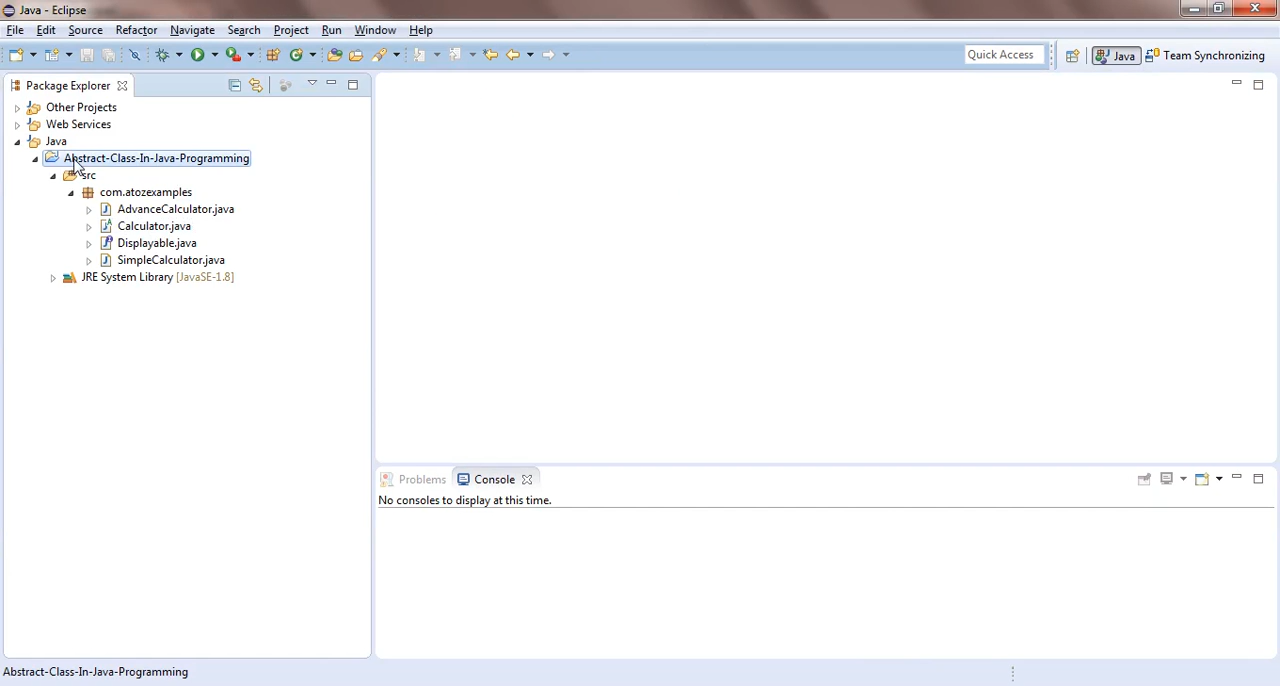 Java - Eclipse
File Edit Source Refactor Navigate Search Project Run Window Help
Quick Access Java Team Synchronizing
Package Explorer
Other Projects
Web Services
Java
Abstract-Class-In-Java-Programming
src
com.atozexamples
AdvanceCalculator.java
Calculator.java
Displayable.java
SimpleCalculator.java
JRE System Library [JavaSE-1.8]
Problems Console
No consoles to display at this time.
Abstract-Class-In-Java-Programming